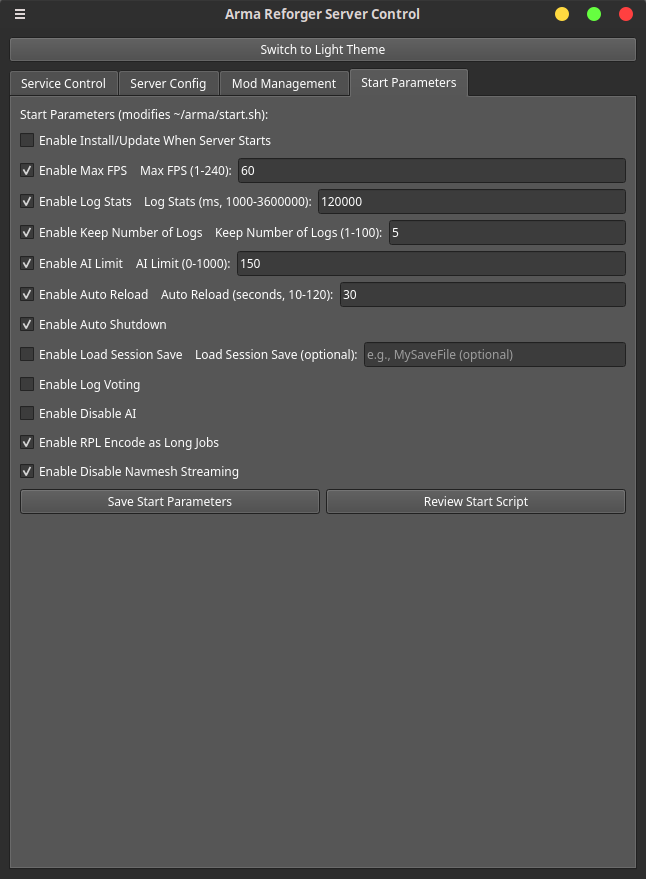 Arma Reforger Server Control
Switch to Light Theme
Service Control Server Config Mod Management Start Parameters
Start Parameters (modifies ~/arma/start.sh):
Enable Install/Update When Server Starts
Enable Max FPS Max FPS (1-240): 60
Enable Log Stats Log Stats (ms, 1000-3600000): 120000
Enable Keep Number of Logs Keep Number of Logs (1-100): 5
Enable AI Limit AI Limit (0-1000): 150
Enable Auto Reload Auto Reload (seconds, 10-120): 30
Enable Auto Shutdown
Enable Load Session Save Load Session Save (optional): e.g., MySaveFile (optional)
Enable Log Voting
Enable Disable AI
Enable RPL Encode as Long Jobs
Enable Disable Navmesh Streaming
Save Start Parameters Review Start Script